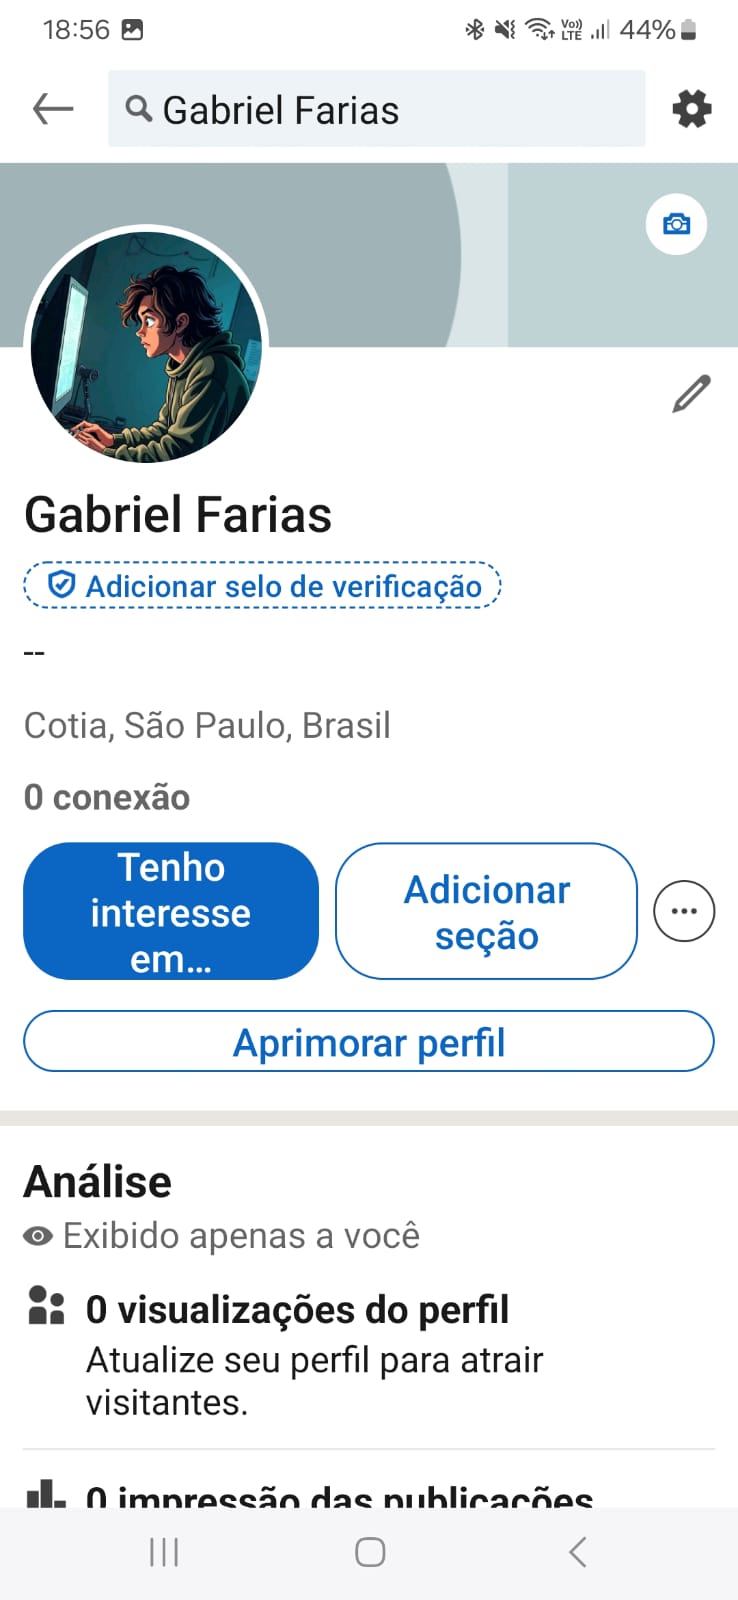 18:56 Vo)) LTE 44%
Gabriel Farias
Gabriel Farias
Adicionar selo de verificação
--
Cotia, São Paulo, Brasil
0 conexão
Tenho
interesse
em...
Adicionar
seção
Aprimorar perfil
Análise
Exibido apenas a você
0 visualizações do perfil
Atualize seu perfil para atrair
visitantes.
0 impressão das publicações